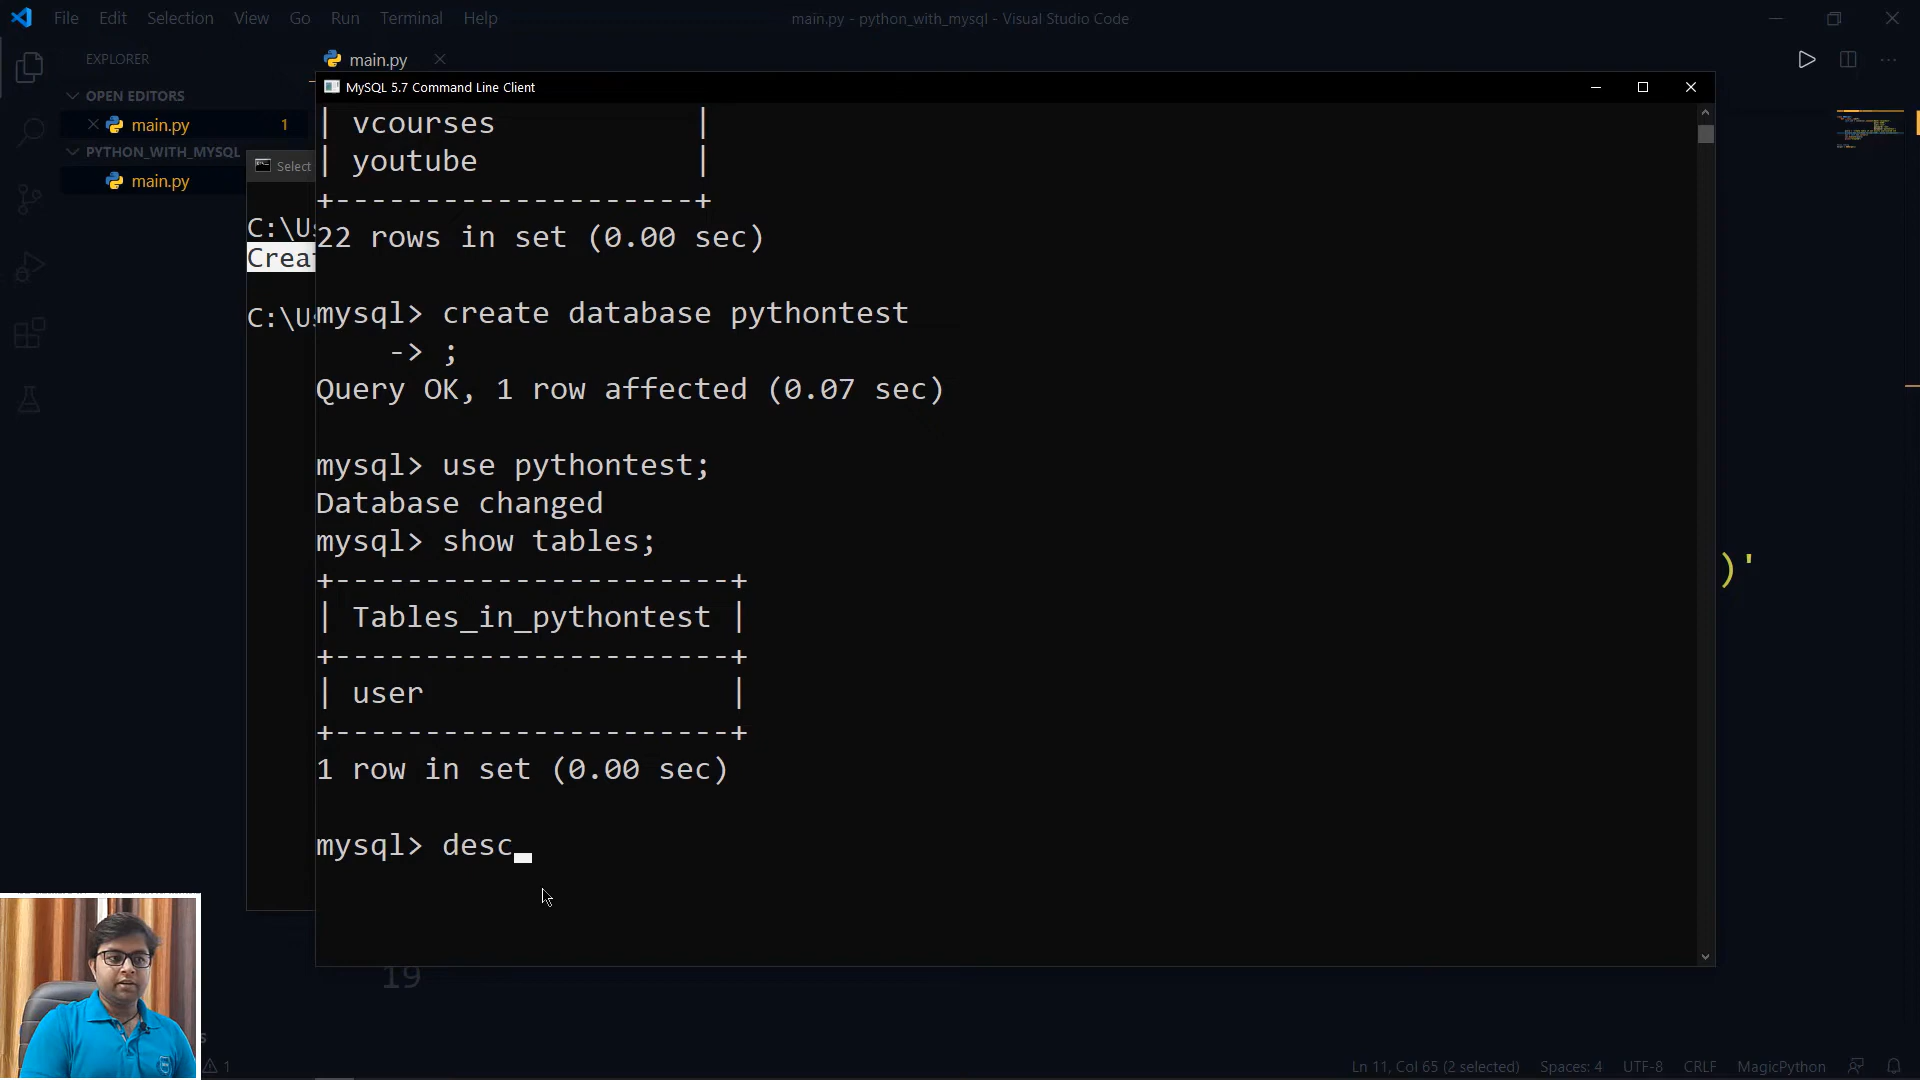 File Edit Selection View Go Run Terminal Help
main.py - python_with_mysql - Visual Studio Code
EXPLORER
main.py
OPEN EDITORS
main.py 1
PYTHON_WITH_MYSQL
main.py
Select
C:\Us
Crea
C:\Us
MySQL 5.7 Command Line Client
| vcourses |
| youtube |
+--------------------+
22 rows in set (0.00 sec)
mysql> create database pythontest
-> ;
Query OK, 1 row affected (0.07 sec)
mysql> use pythontest;
Database changed
mysql> show tables;
+----------------------+
| Tables_in_pythontest |
+----------------------+
| user |
+----------------------+
1 row in set (0.00 sec)
mysql> desc_
)'
19
1
Ln 11, Col 65 (2 selected) Spaces: 4 UTF-8 CRLF MagicPython